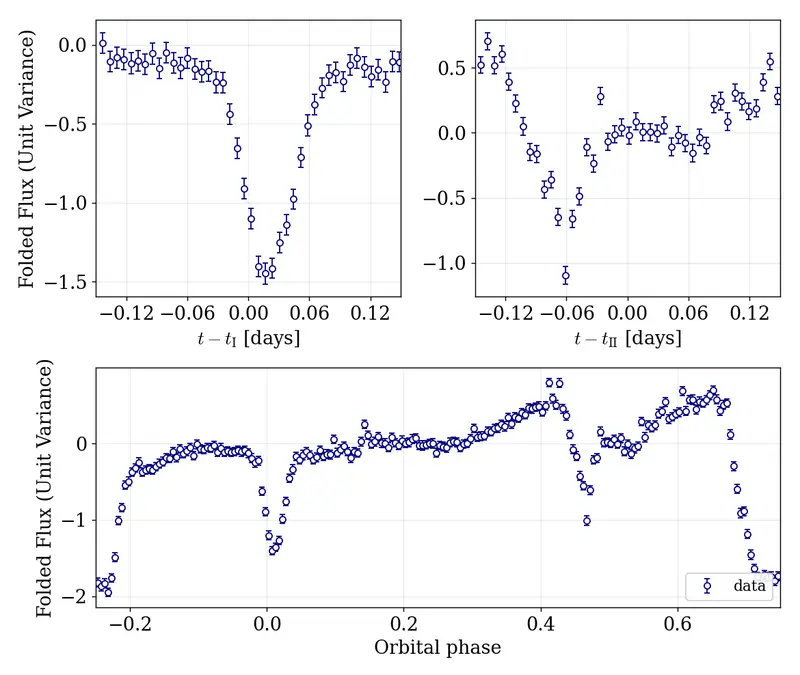 0.0
−0.5
−1.0
−1.5
−0.12 −0.06 0.00 0.06 0.12
t − t_I [days]
Folded Flux (Unit Variance)
0.5
0.0
−0.5
−1.0
−0.12 −0.06 0.00 0.06 0.12
t − t_II [days]
0
−1
−2
−0.2 0.0 0.2 0.4 0.6
Orbital phase
Folded Flux (Unit Variance)
data